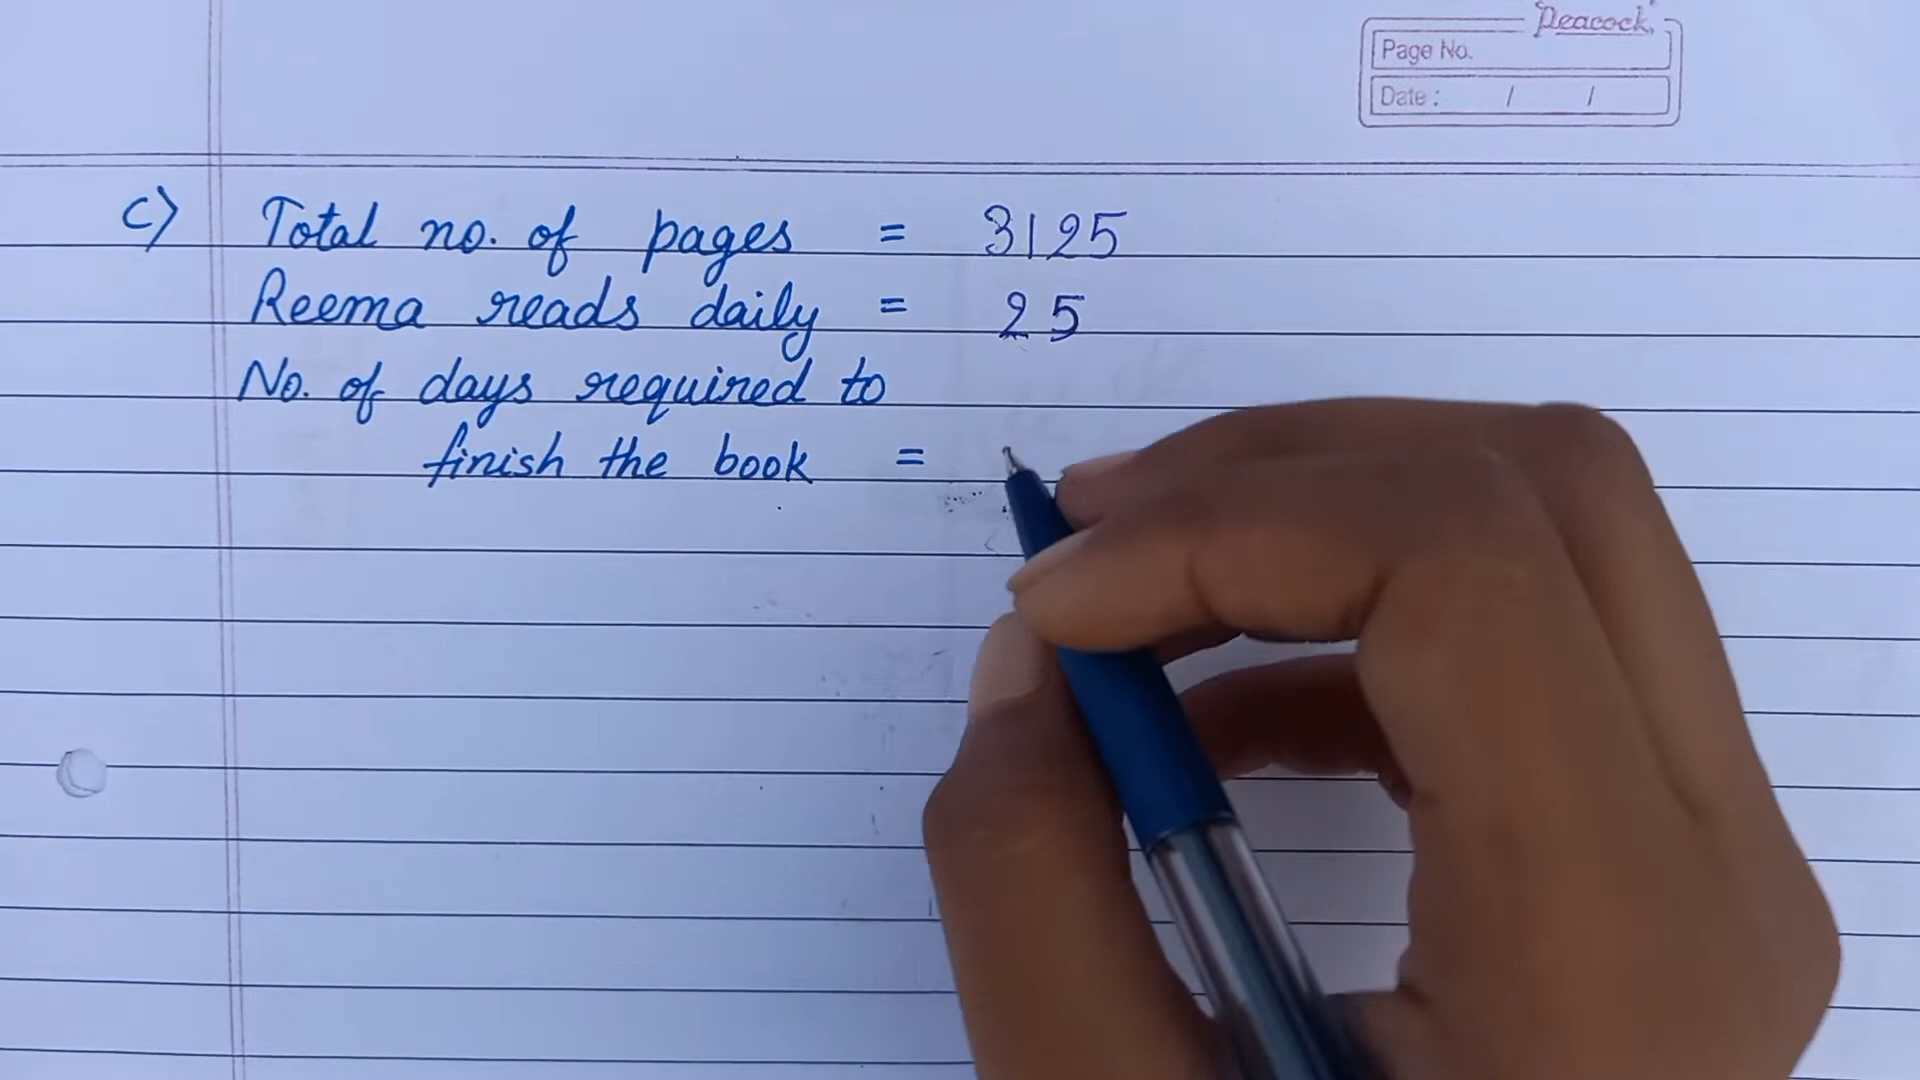 Peacock
Page No.
Date : / /
c) Total no. of pages = 3125
Reema reads daily = 25
No. of days required to
finish the book =